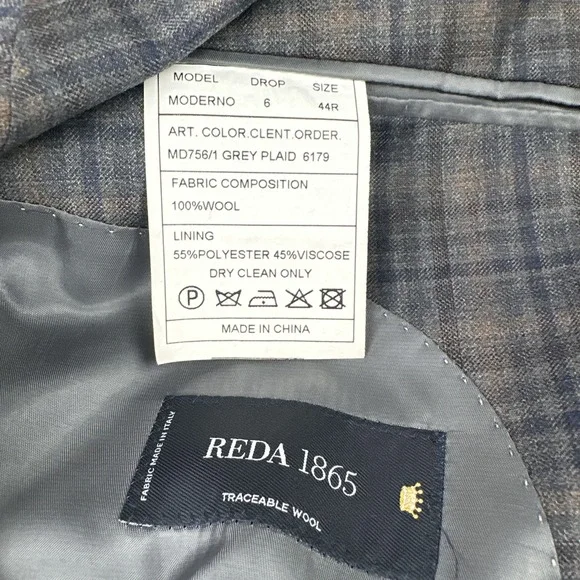 MODEL DROP SIZE
MODERNO 6 44R
ART. COLOR.CLENT.ORDER.
MD756/1 GREY PLAID 6179
FABRIC COMPOSITION
100%WOOL
LINING
55%POLYESTER 45%VISCOSE
DRY CLEAN ONLY
P
MADE IN CHINA
FABRIC MADE IN ITALY
REDA 1865
TRACEABLE WOOL